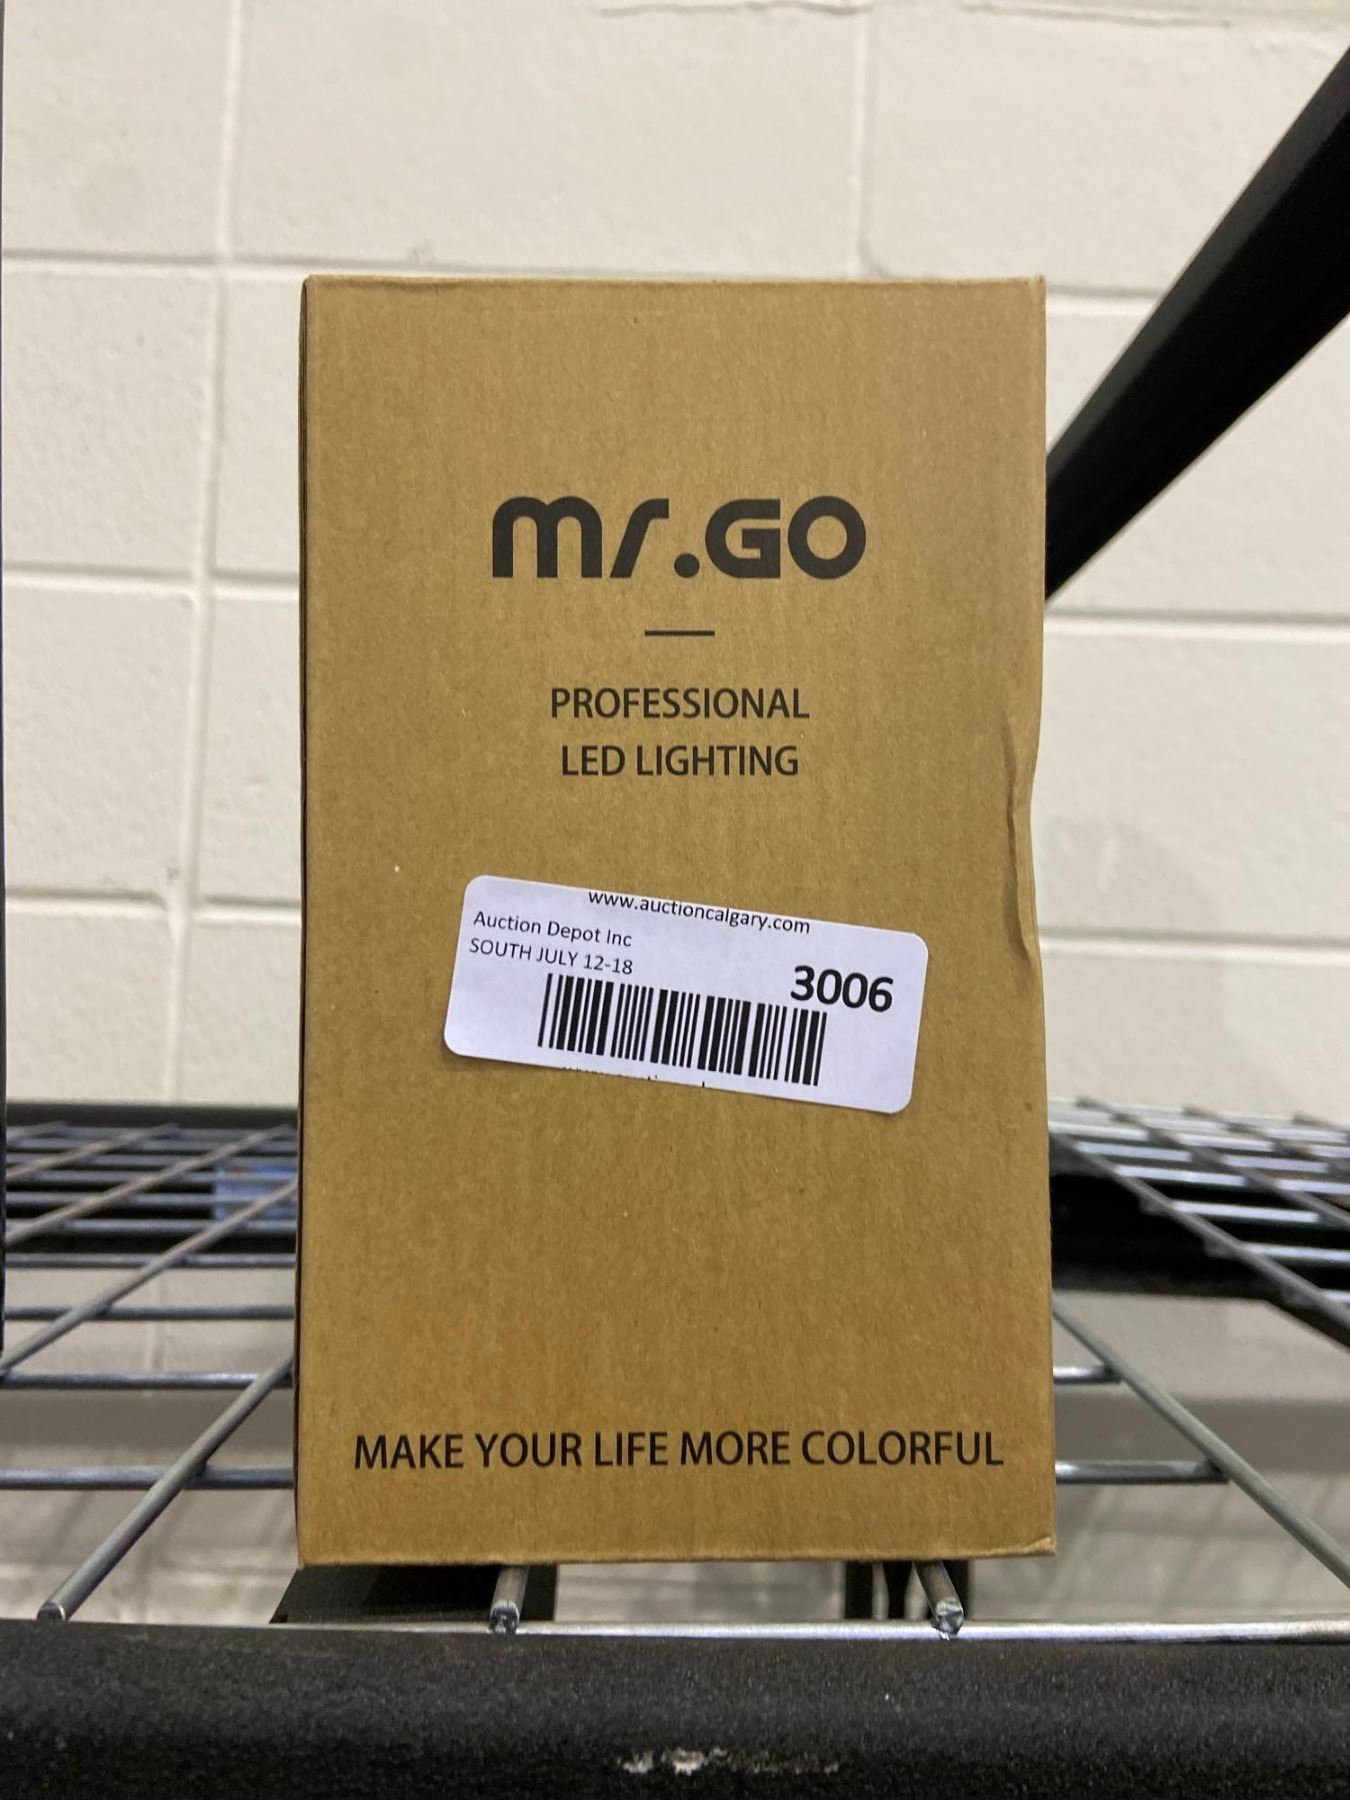 mr.GO
PROFESSIONAL
LED LIGHTING
www.auctioncalgary.com
Auction Depot Inc
SOUTH JULY 12-18
3006
MAKE YOUR LIFE MORE COLORFUL